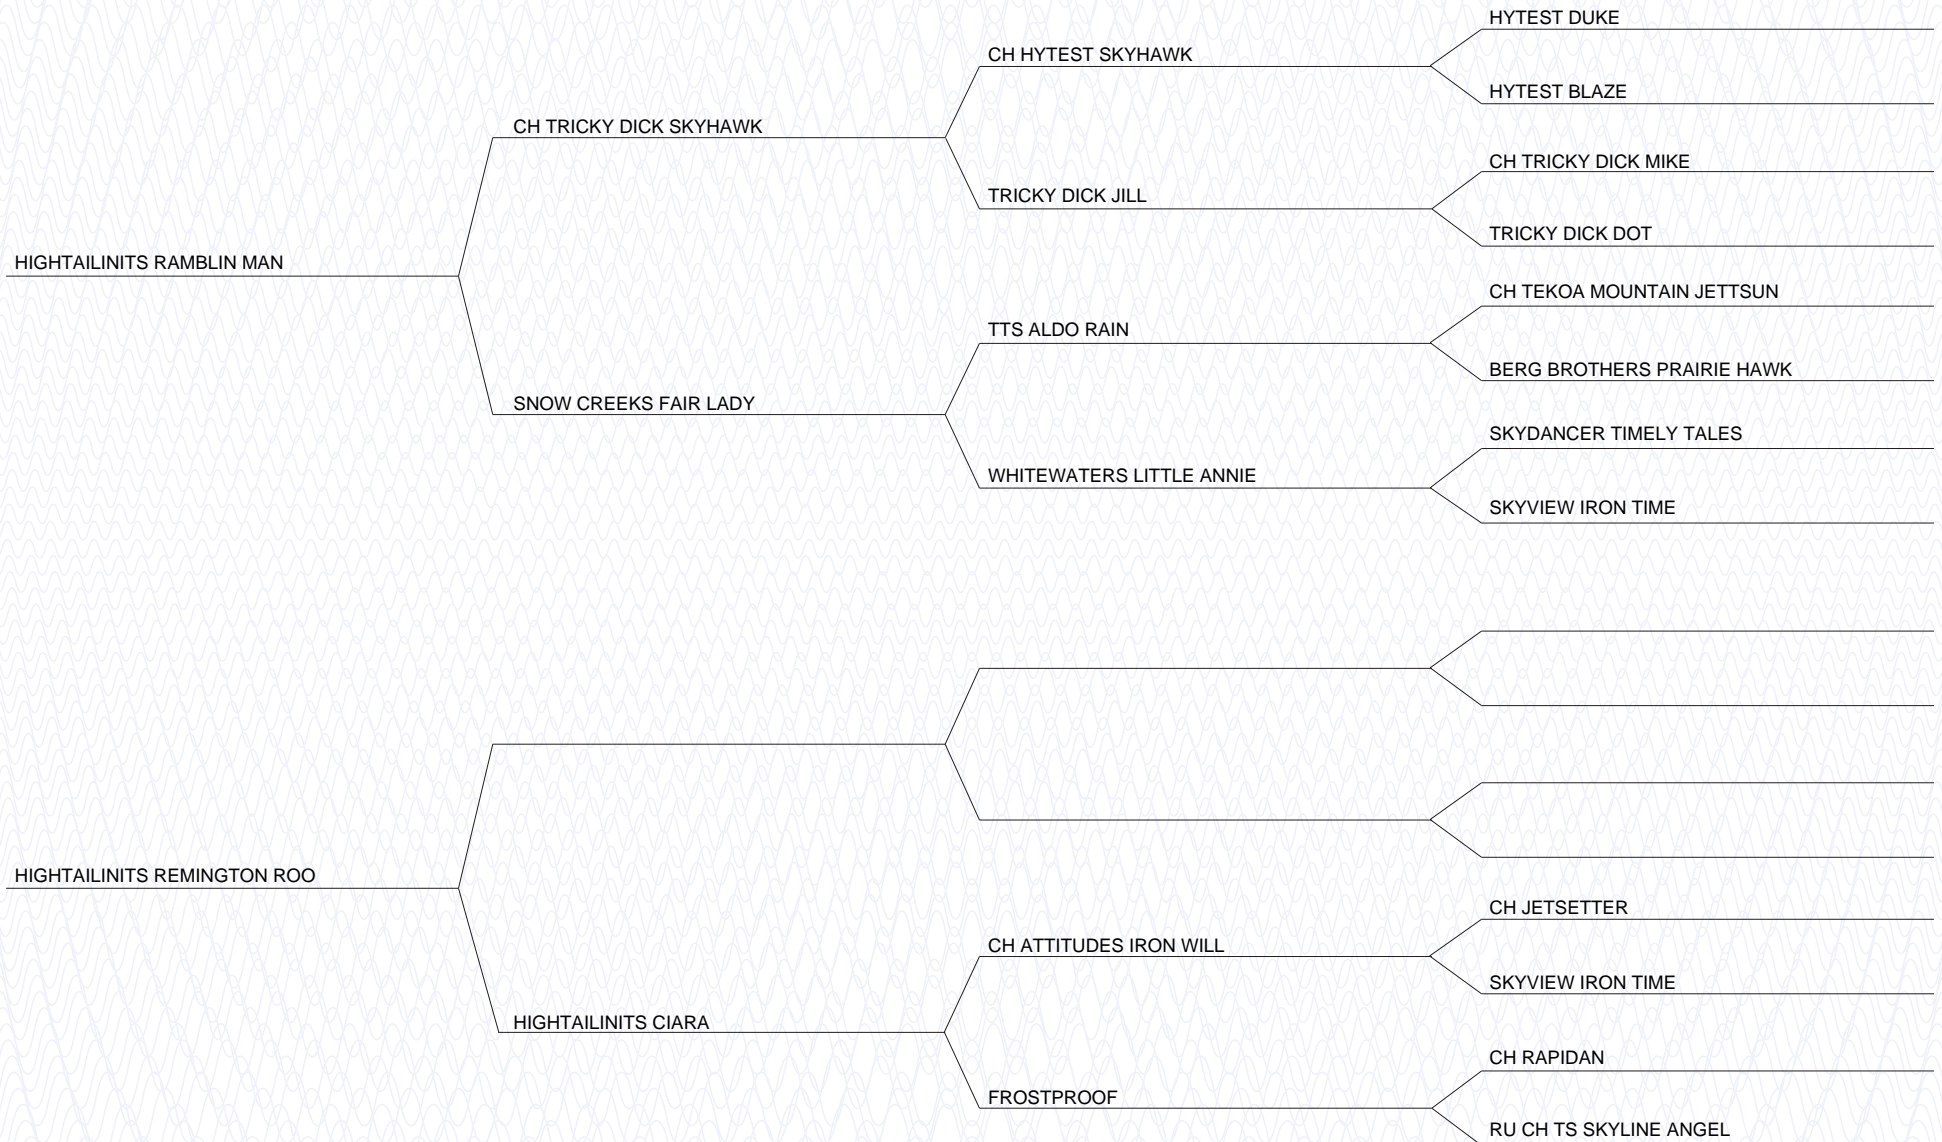 HYTEST DUKE
CH HYTEST SKYHAWK
HYTEST BLAZE
CH TRICKY DICK SKYHAWK
CH TRICKY DICK MIKE
TRICKY DICK JILL
TRICKY DICK DOT
HIGHTAILINITS RAMBLIN MAN
CH TEKOA MOUNTAIN JETTSUN
TTS ALDO RAIN
BERG BROTHERS PRAIRIE HAWK
SNOW CREEKS FAIR LADY
SKYDANCER TIMELY TALES
WHITEWATERS LITTLE ANNIE
SKYVIEW IRON TIME
HIGHTAILINITS REMINGTON ROO
CH JETSETTER
CH ATTITUDES IRON WILL
SKYVIEW IRON TIME
HIGHTAILINITS CIARA
CH RAPIDAN
FROSTPROOF
RU CH TS SKYLINE ANGEL